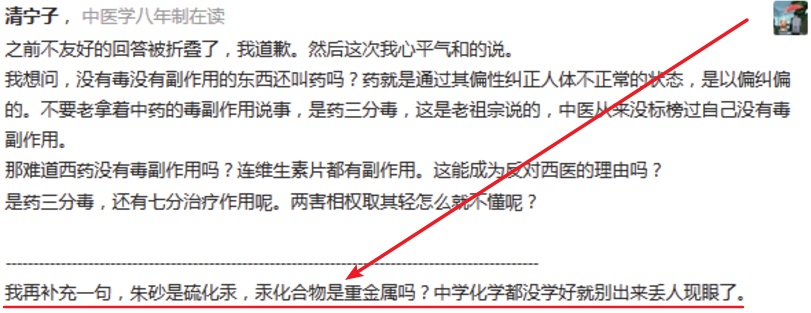 清宁子，中医学八年制在读
之前不友好的回答被折叠了，我道歉。然后这次我心平气和的说。
我想问，没有毒没有副作用的东西还叫药吗？药就是通过其偏性纠正人体不正常的状态，是以偏纠偏
的。不要老拿着中药的毒副作用说事，是药三分毒，这是老祖宗说的，中医从来没标榜过自己没有毒
副作用。
那难道西药没有毒副作用吗？连维生素片都有副作用。这能成为反对西医的理由吗？
是药三分毒，还有七分治疗作用呢。两害相权取其轻怎么就不懂呢？
--------------------------------------------------------------------------------
我再补充一句，朱砂是硫化汞，汞化合物是重金属吗？中学化学都没学好就别出来丢人现眼了。